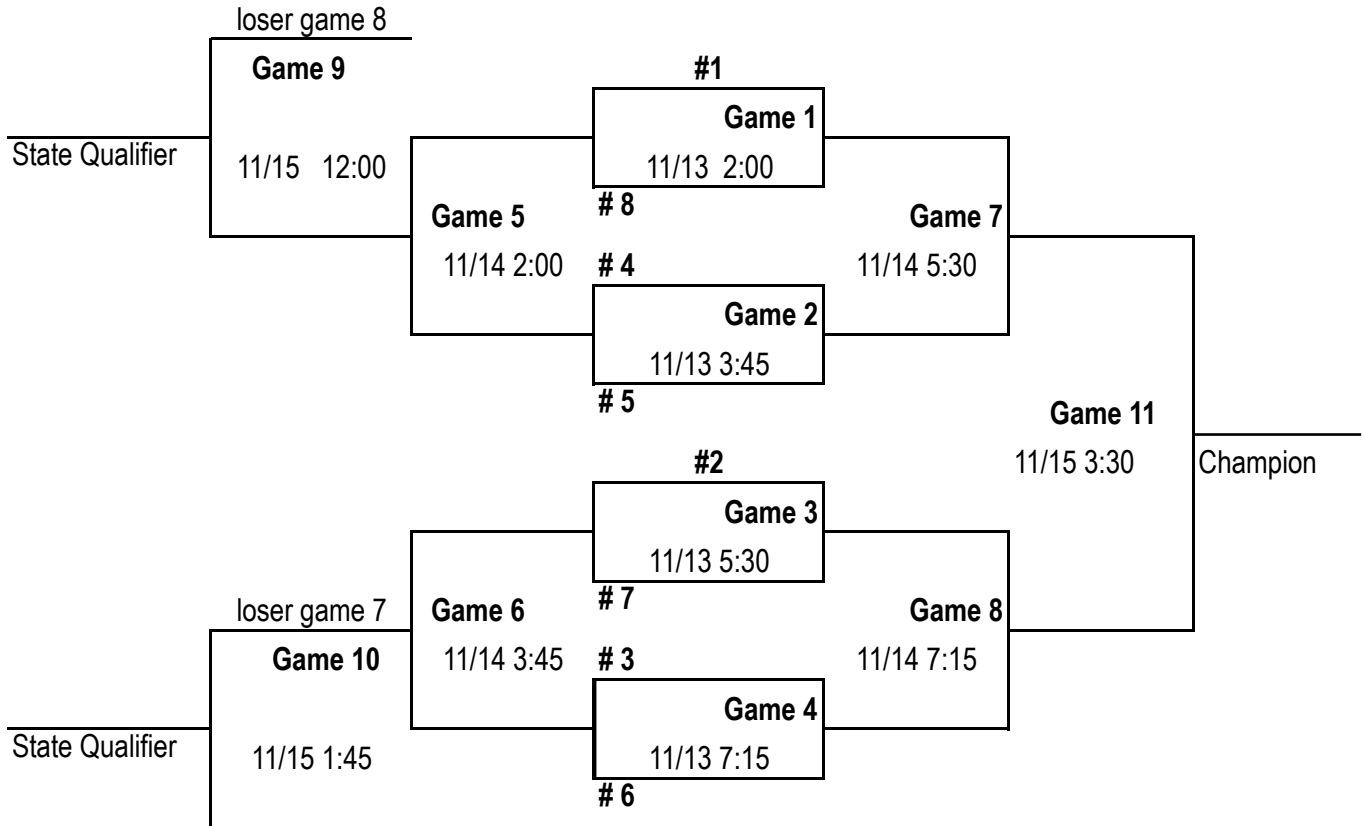 loser game 8
Game 9
#1
Game 1
State Qualifier
11/15 12:00
11/13 2:00
# 8
Game 5
Game 7
11/14 2:00
# 4
11/14 5:30
Game 2
11/13 3:45
# 5
Game 11
#2
11/15 3:30
Champion
Game 3
11/13 5:30
# 7
loser game 7
Game 6
Game 8
Game 10
11/14 3:45
# 3
11/14 7:15
Game 4
State Qualifier
11/15 1:45
11/13 7:15
# 6